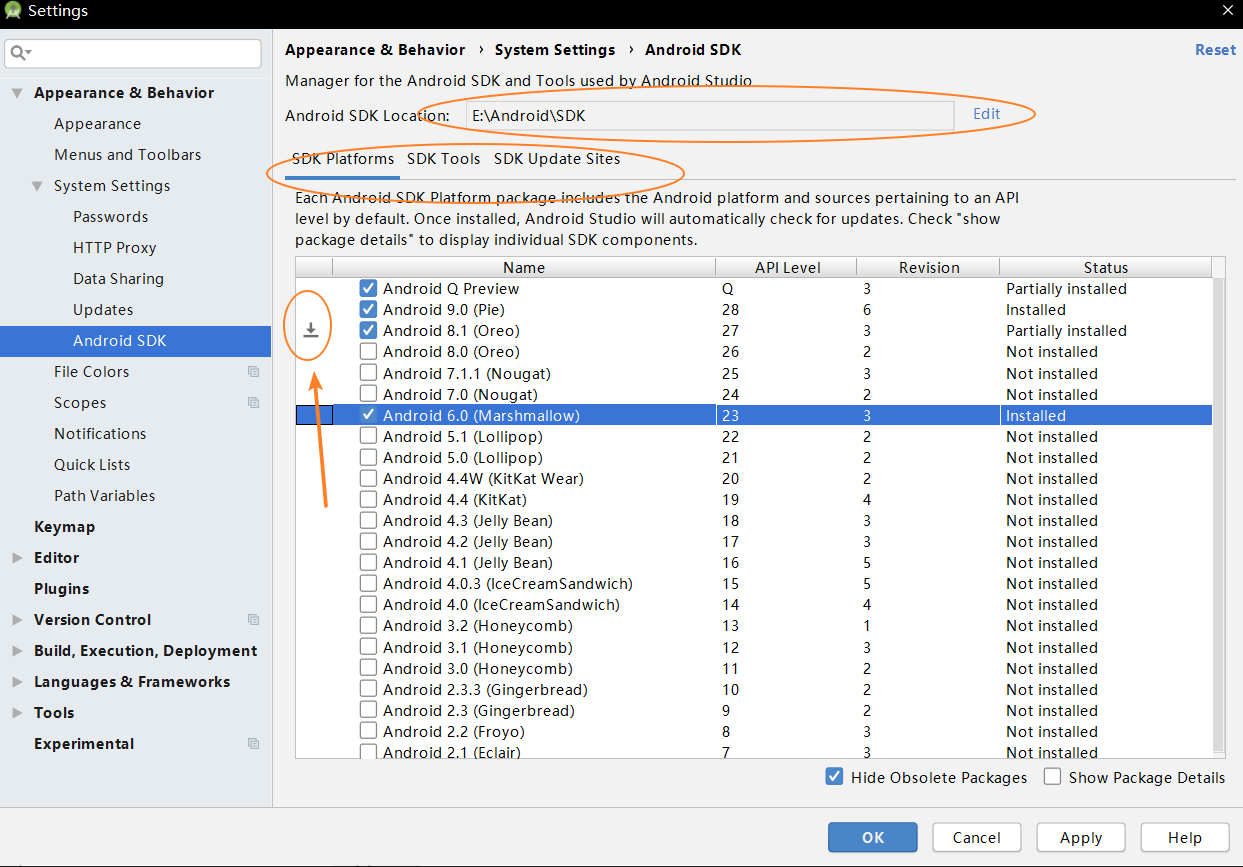 Settings
Appearance & Behavior › System Settings › Android SDK
Reset
Manager for the Android SDK and Tools used by Android Studio
Android SDK Location: E:\Android\SDK Edit
SDK Platforms SDK Tools SDK Update Sites
Each Android SDK Platform package includes the Android platform and sources pertaining to an API
level by default. Once installed, Android Studio will automatically check for updates. Check "show
package details" to display individual SDK components.
Appearance & Behavior
Appearance
Menus and Toolbars
System Settings
Passwords
HTTP Proxy
Data Sharing
Updates
Android SDK
File Colors
Scopes
Notifications
Quick Lists
Path Variables
Keymap
Editor
Plugins
Version Control
Build, Execution, Deployment
Languages & Frameworks
Tools
Experimental
Name API Level Revision Status
Android Q Preview Q 3 Partially installed
Android 9.0 (Pie) 28 6 Installed
Android 8.1 (Oreo) 27 3 Partially installed
Android 8.0 (Oreo) 26 2 Not installed
Android 7.1.1 (Nougat) 25 3 Not installed
Android 7.0 (Nougat) 24 2 Not installed
Android 6.0 (Marshmallow) 23 3 Installed
Android 5.1 (Lollipop) 22 2 Not installed
Android 5.0 (Lollipop) 21 2 Not installed
Android 4.4W (KitKat Wear) 20 2 Not installed
Android 4.4 (KitKat) 19 4 Not installed
Android 4.3 (Jelly Bean) 18 3 Not installed
Android 4.2 (Jelly Bean) 17 3 Not installed
Android 4.1 (Jelly Bean) 16 5 Not installed
Android 4.0.3 (IceCreamSandwich) 15 5 Not installed
Android 4.0 (IceCreamSandwich) 14 4 Not installed
Android 3.2 (Honeycomb) 13 1 Not installed
Android 3.1 (Honeycomb) 12 3 Not installed
Android 3.0 (Honeycomb) 11 2 Not installed
Android 2.3.3 (Gingerbread) 10 2 Not installed
Android 2.3 (Gingerbread) 9 2 Not installed
Android 2.2 (Froyo) 8 3 Not installed
Android 2.1 (Eclair) 7 3 Not installed
Hide Obsolete Packages Show Package Details
OK Cancel Apply Help